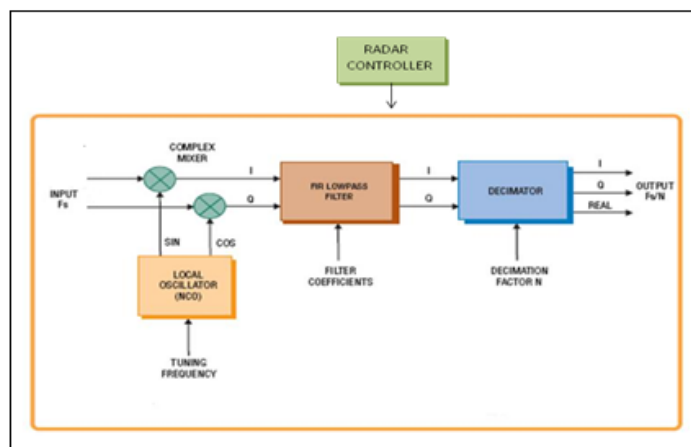 RADAR
CONTROLLER
COMPLEX
MIXER
INPUT
Fs
I
Q
SIN
COS
LOCAL
OSCILLATOR
(NCO)
TUNING
FREQUENCY
FIR LOWPASS
FILTER
FILTER
COEFFICIENTS
I
Q
DECIMATOR
DECIMATION
FACTOR N
I
Q
REAL
OUTPUT
Fs/N